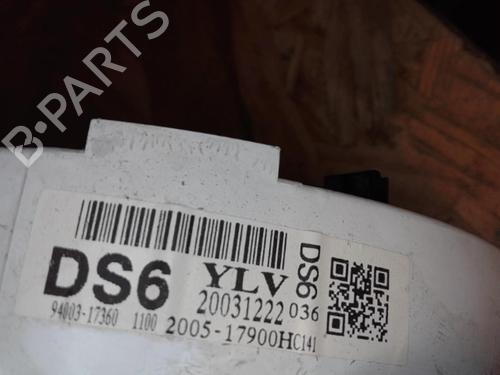 B-PARTS
DS6
YLV
DS6
20031222
036
94003-17360 1100
2005-17900HC141